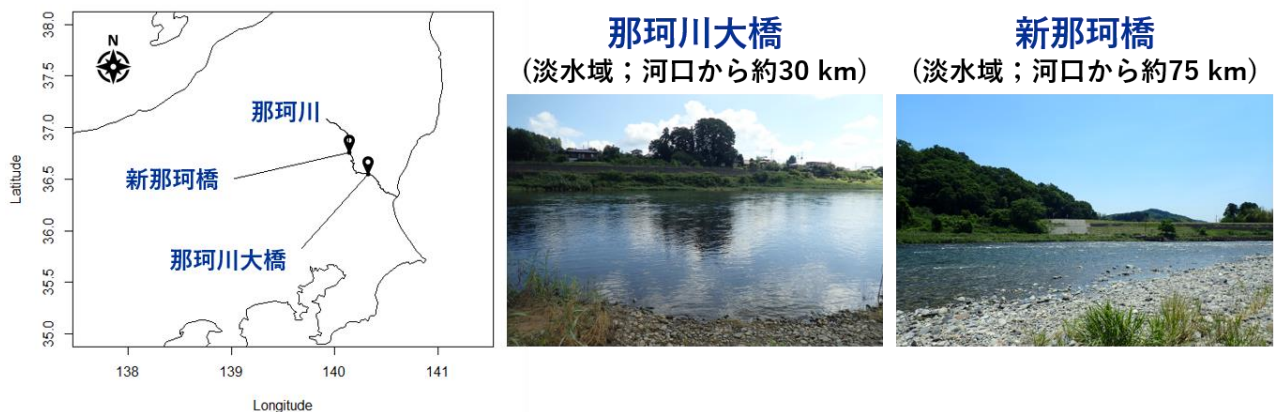 38.0
37.5
37.0
36.5
36.0
35.5
35.0
Latitude
N
那珂川
新那珂橋
那珂川大橋
138
139
140
141
Longitude
那珂川大橋
(淡水域;河口から約30 km)
新那珂橋
(淡水域;河口から約75 km)